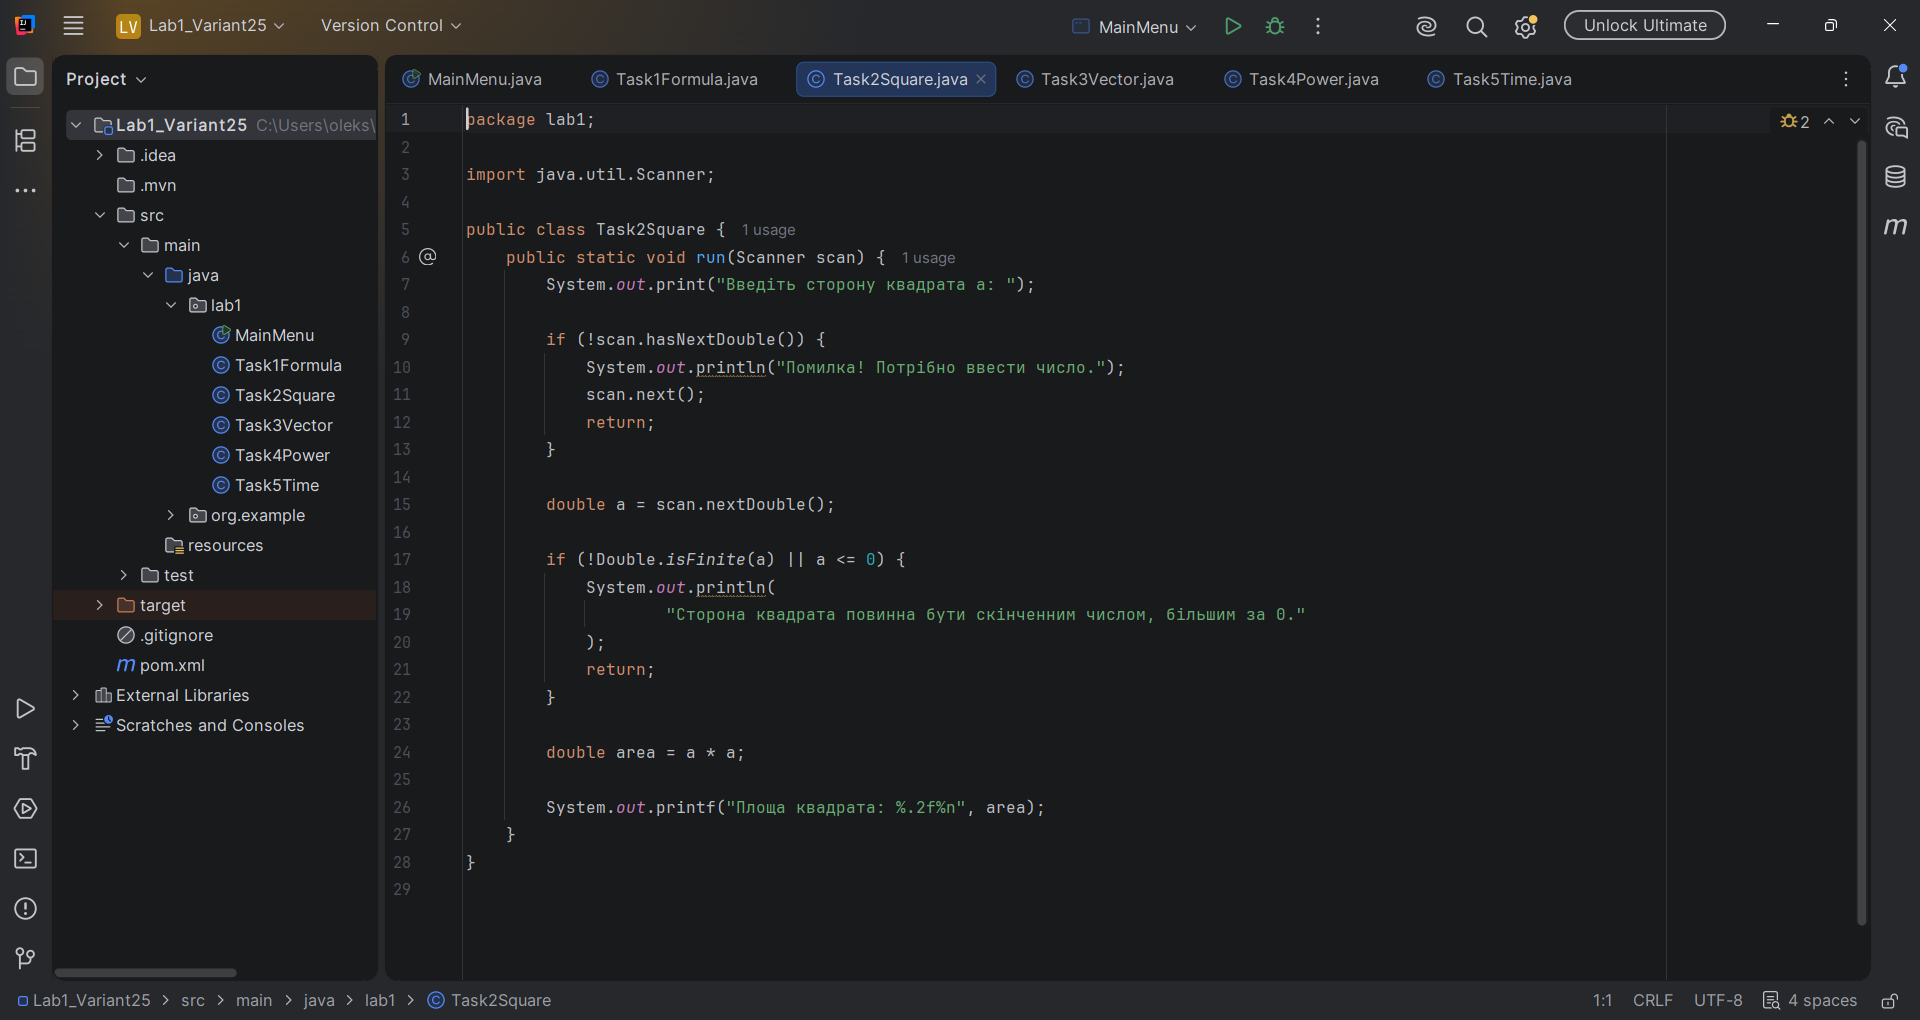 LV Lab1_Variant25 Version Control MainMenu Unlock Ultimate
Project
MainMenu.java Task1Formula.java Task2Square.java Task3Vector.java Task4Power.java Task5Time.java
Lab1_Variant25 C:\Users\oleks\
.idea
.mvn
src
main
java
lab1
MainMenu
Task1Formula
Task2Square
Task3Vector
Task4Power
Task5Time
org.example
resources
test
target
.gitignore
m pom.xml
External Libraries
Scratches and Consoles
2
m
1 package lab1;
2
3 import java.util.Scanner;
4
5 public class Task2Square { 1 usage
6 @ public static void run(Scanner scan) { 1 usage
7 System.out.print("Введіть сторону квадрата a: ");
8
9 if (!scan.hasNextDouble()) {
10 System.out.println("Помилка! Потрібно ввести число.");
11 scan.next();
12 return;
13 }
14
15 double a = scan.nextDouble();
16
17 if (!Double.isFinite(a) || a <= 0) {
18 System.out.println(
19 "Сторона квадрата повинна бути скінченним числом, більшим за 0."
20 );
21 return;
22 }
23
24 double area = a * a;
25
26 System.out.printf("Площа квадрата: %.2f%n", area);
27 }
28 }
29
Lab1_Variant25 > src > main > java > lab1 > Task2Square 1:1 CRLF UTF-8 4 spaces